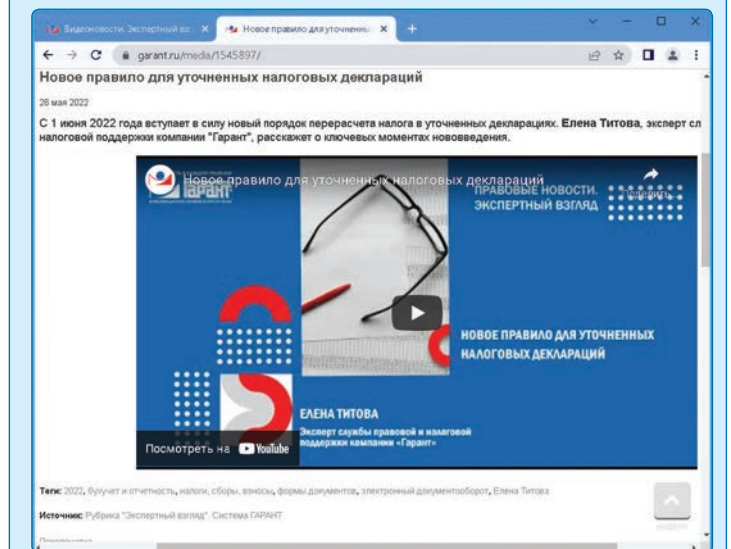 Видеоновости. Экспертный вз
Новое правило для уточненны
garant.ru/media/1545897/
Новое правило для уточненных налоговых деклараций
26 мая 2022
С 1 июня 2022 года вступает в силу новый порядок перерасчета налога в уточненных декларациях. Елена Титова, эксперт сл
налоговой поддержки компании "Гарант", расскажет о ключевых моментах нововведения.
Новое правило для уточненных налоговых деклараций
Гарант
Поделить
ПРАВОВЫЕ НОВОСТИ.
ЭКСПЕРТНЫЙ ВЗГЛЯД
НОВОЕ ПРАВИЛО ДЛЯ УТОЧНЕННЫХ
НАЛОГОВЫХ ДЕКЛАРАЦИЙ
ЕЛЕНА ТИТОВА
Эксперт службы правовой и налоговой
поддержки компании «Гарант»
Посмотреть на YouTube
Теги: 2022, бухучет и отчетность, налоги, сборы, взносы, формы документов, электронный документооборот, Елена Титова
Источник: Рубрика "Экспертный взгляд". Система ГАРАНТ
НАВЕРХ